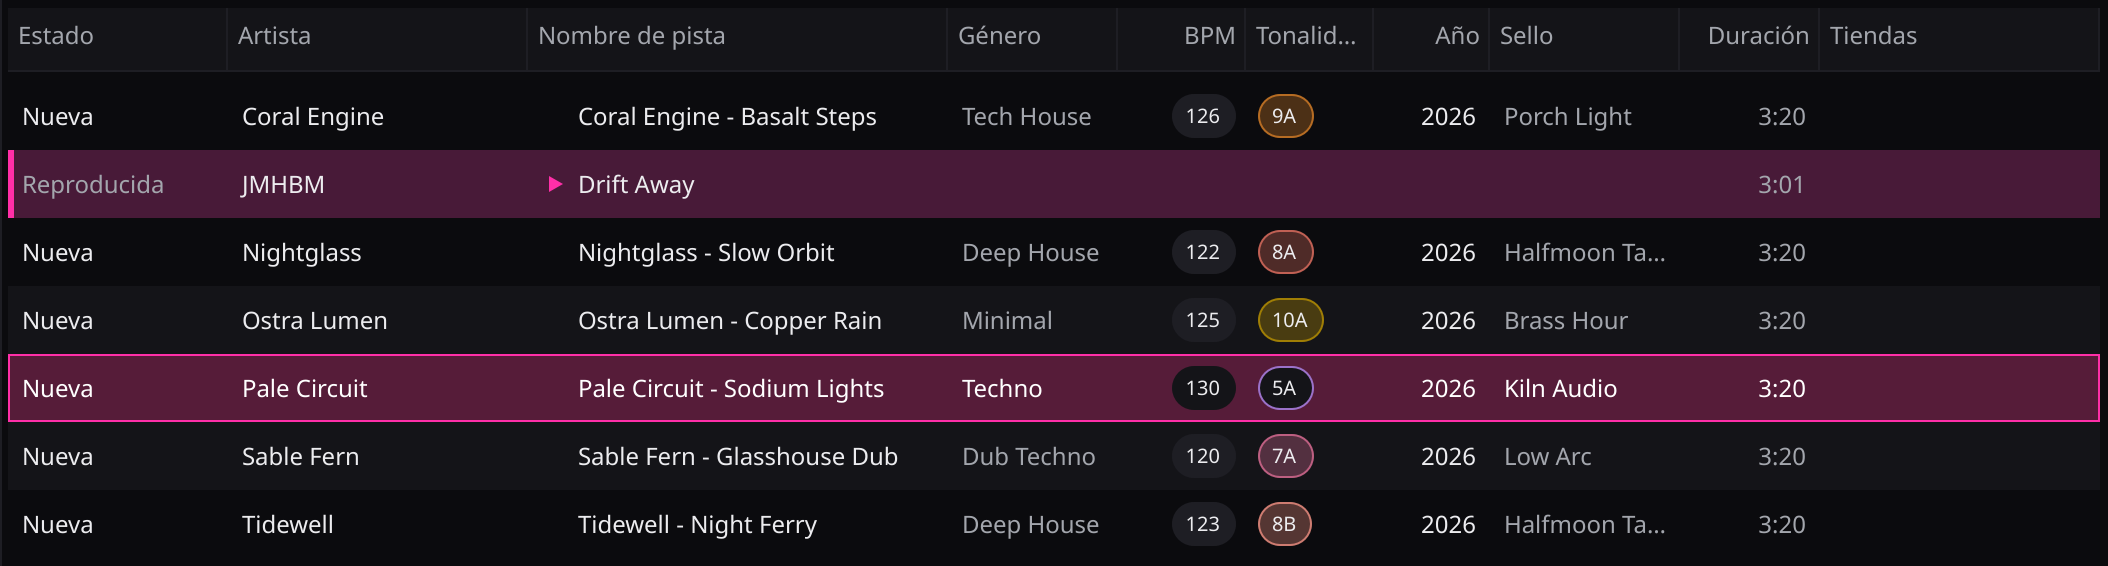 Estado Artista Nombre de pista Género BPM Tonalid... Año Sello Duración Tiendas
Nueva Coral Engine Coral Engine - Basalt Steps Tech House 126 9A 2026 Porch Light 3:20
Reproducida JMHBM Drift Away 3:01
Nueva Nightglass Nightglass - Slow Orbit Deep House 122 8A 2026 Halfmoon Ta... 3:20
Nueva Ostra Lumen Ostra Lumen - Copper Rain Minimal 125 10A 2026 Brass Hour 3:20
Nueva Pale Circuit Pale Circuit - Sodium Lights Techno 130 5A 2026 Kiln Audio 3:20
Nueva Sable Fern Sable Fern - Glasshouse Dub Dub Techno 120 7A 2026 Low Arc 3:20
Nueva Tidewell Tidewell - Night Ferry Deep House 123 8B 2026 Halfmoon Ta... 3:20